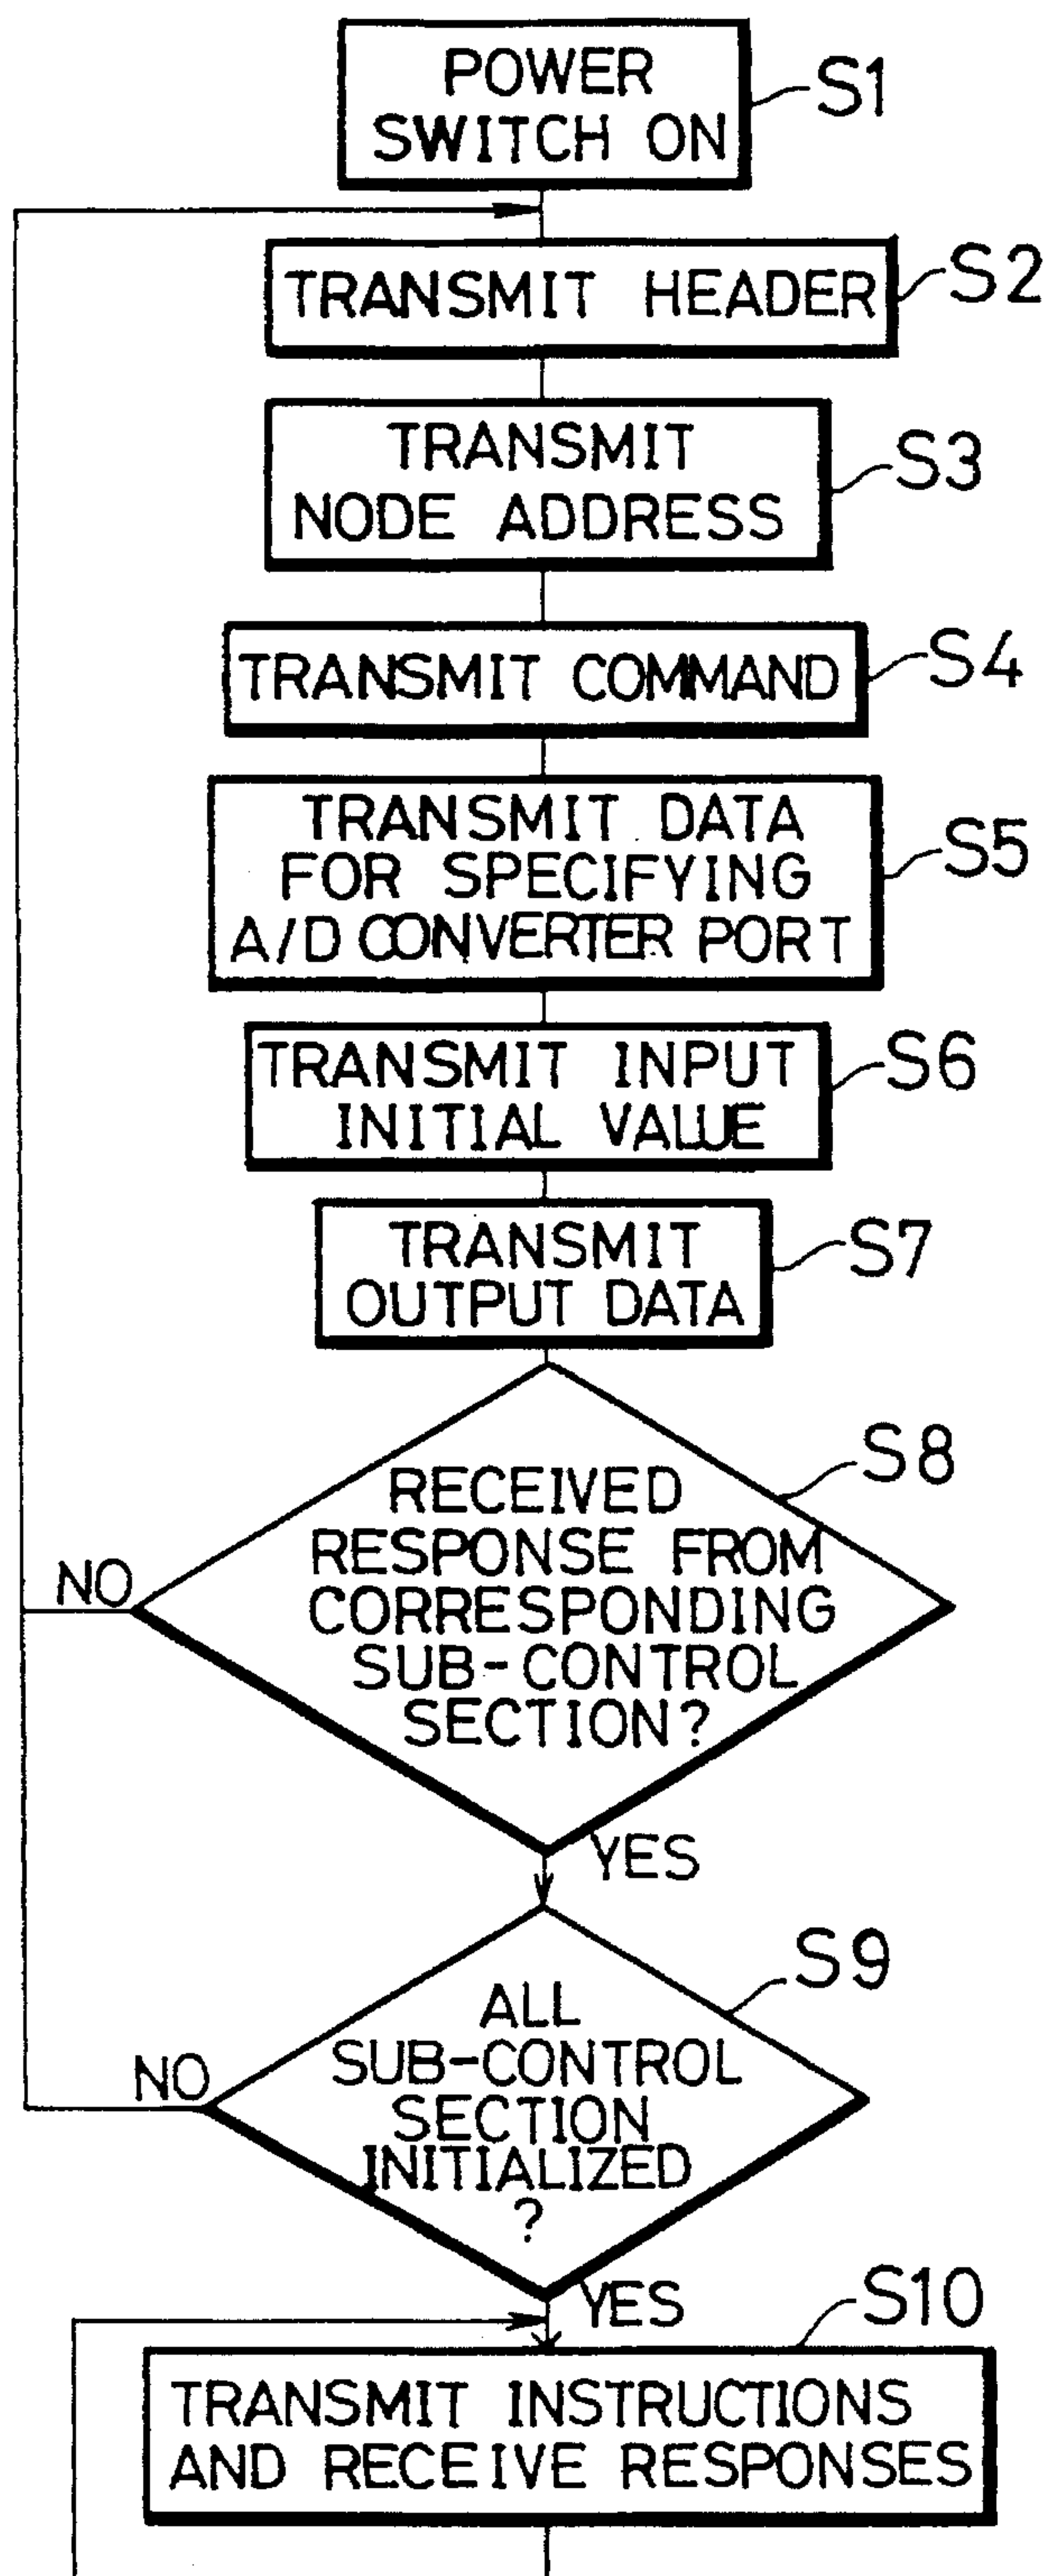 POWER
SWITCH ON
S1
TRANSMIT HEADER
S2
TRANSMIT
NODE ADDRESS
S3
TRANSMIT COMMAND
S4
TRANSMIT DATA
FOR SPECIFYING
A/D CONVERTER PORT
S5
TRANSMIT INPUT
INITIAL VALUE
S6
TRANSMIT
OUTPUT DATA
S7
RECEIVED
RESPONSE FROM
CORRESPONDING
SUB-CONTROL
SECTION?
S8
NO
YES
ALL
SUB-CONTROL
SECTION
INITIALIZED
?
S9
NO
YES
TRANSMIT INSTRUCTIONS
AND RECEIVE RESPONSES
S10